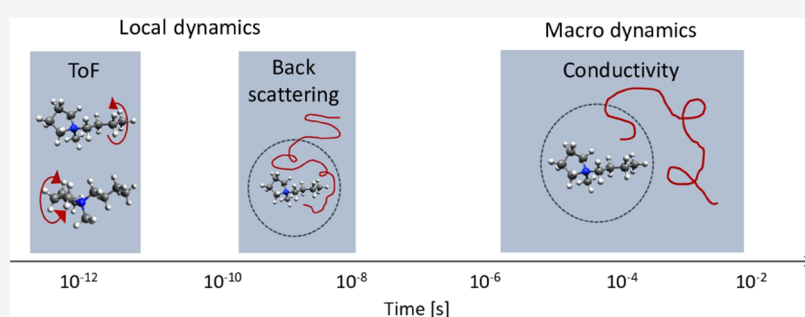 Local dynamics
Macro dynamics
ToF
Back
scattering
Conductivity
10-12
10-10
10-8
10-6
10-4
10-2
Time [s]